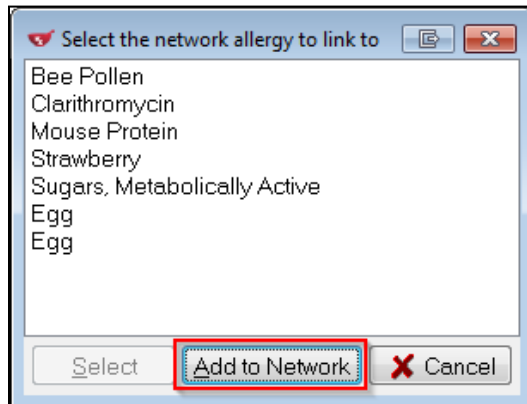 Select the network allergy to link to
Bee Pollen
Clarithromycin
Mouse Protein
Strawberry
Sugars, Metabolically Active
Egg
Egg
Select Add to Network Cancel